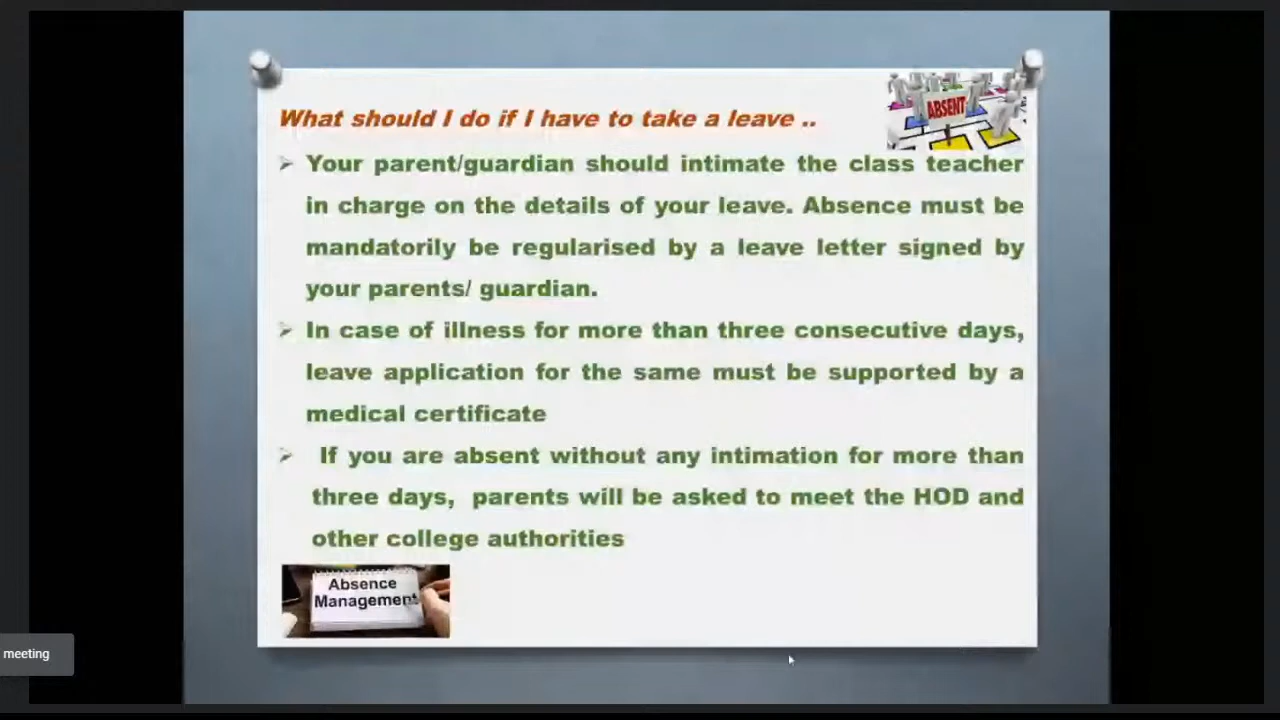 What should I do if I have to take a leave ..
ABSENT
Your parent/guardian should intimate the class teacher
in charge on the details of your leave. Absence must be
mandatorily be regularised by a leave letter signed by
your parents/ guardian.
In case of illness for more than three consecutive days,
leave application for the same must be supported by a
medical certificate
If you are absent without any intimation for more than
three days, parents will be asked to meet the HOD and
other college authorities
Absence
Management
meeting